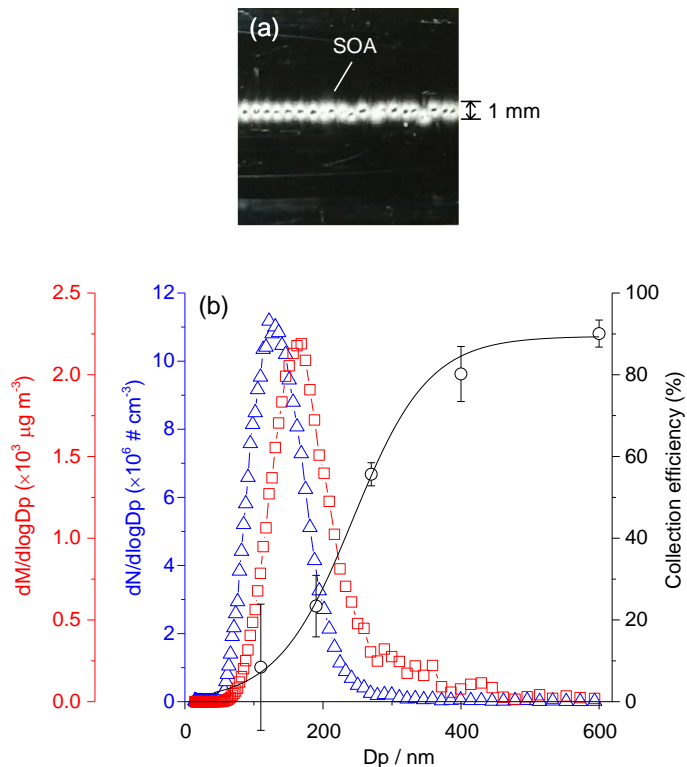 (a)
SOA
1 mm
(b)
2.5
2.0
1.5
1.0
0.5
0.0
dM/dlogDp (×10³ µg m⁻³)
12
10
8
6
4
2
0
dN/dlogDp (×10⁶ # cm⁻³)
100
80
60
40
20
0
Collection efficiency (%)
0 200 400 600
Dp / nm